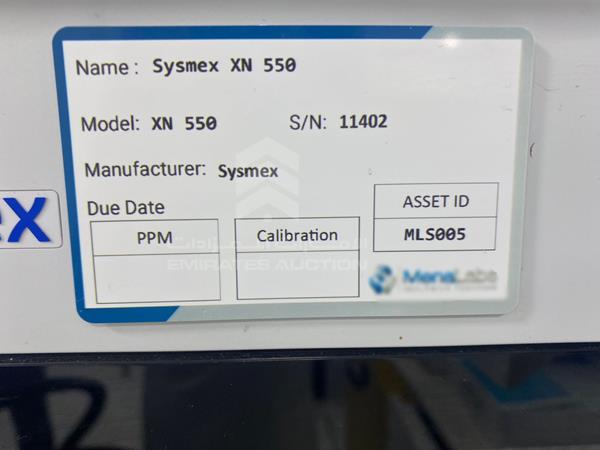 Name: Sysmex XN 550
Model: XN 550 S/N: 11402
Manufacturer: Sysmex
Due Date
PPM
Calibration
ASSET ID
MLS005
EMIRATES AUCTION
ex